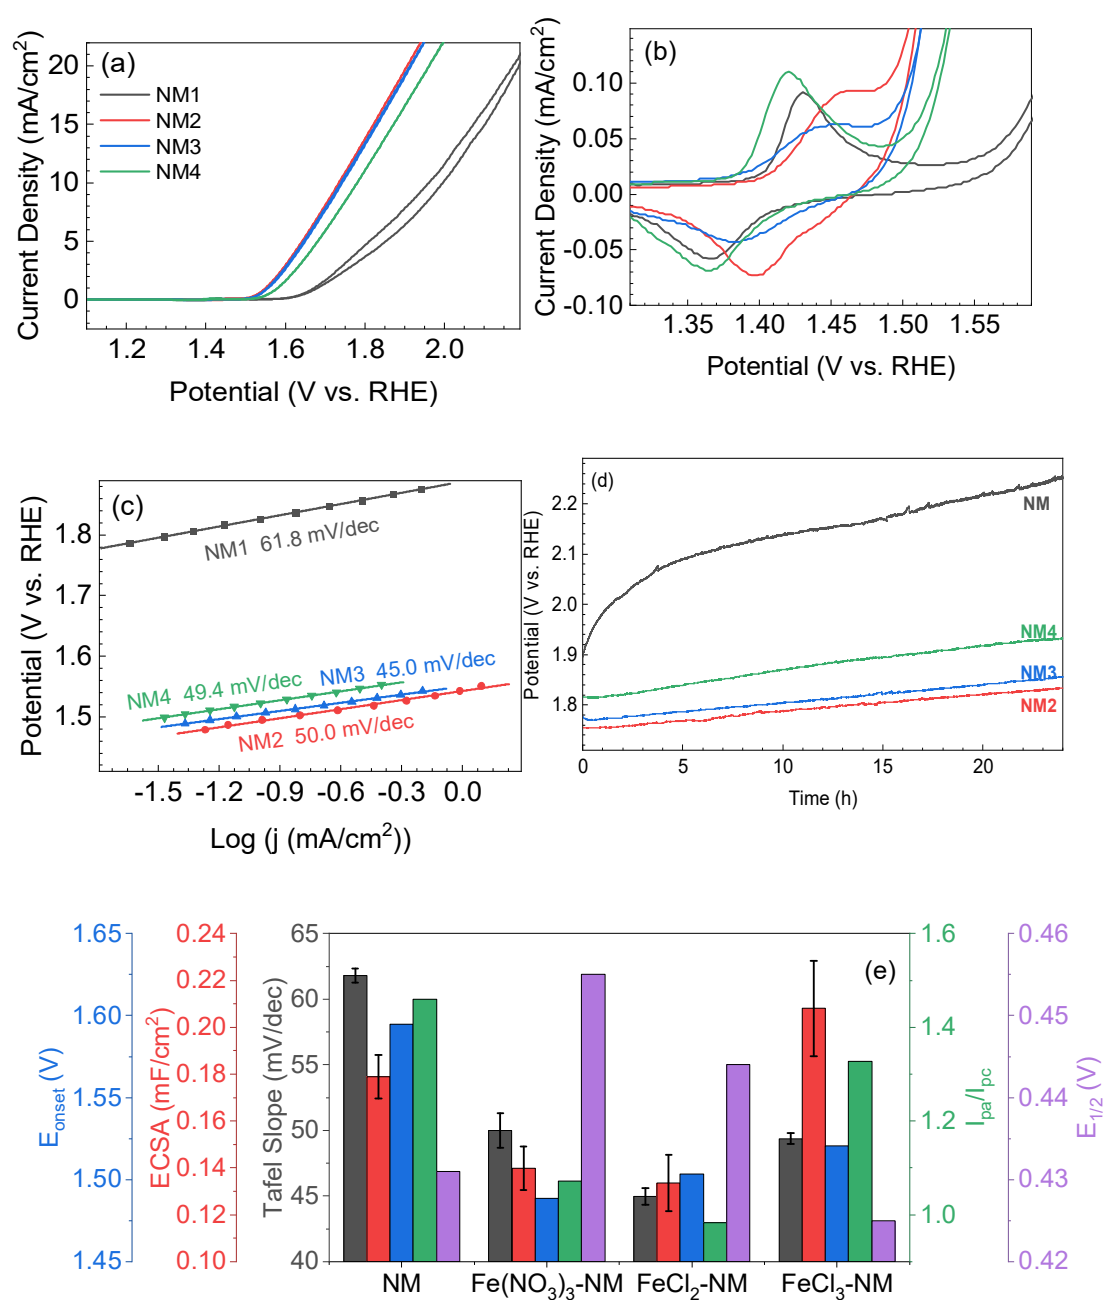 (a)
NM1
NM2
NM3
NM4
20
15
10
5
0
Current Density (mA/cm²)
1.2 1.4 1.6 1.8 2.0
Potential (V vs. RHE)
(b)
0.10
0.05
0.00
-0.05
-0.10
Current Density (mA/cm²)
1.35 1.40 1.45 1.50 1.55
Potential (V vs. RHE)
(c)
1.8
1.7
1.6
1.5
Potential (V vs. RHE)
NM1 61.8 mV/dec
NM3 45.0 mV/dec
NM4 49.4 mV/dec
NM2 50.0 mV/dec
-1.5 -1.2 -0.9 -0.6 -0.3 0.0
Log (j (mA/cm²))
(d)
2.2
2.1
2.0
1.9
1.8
Potential (V vs. RHE)
NM
NM4
NM3
NM2
0 5 10 15 20
Time (h)
(e)
1.65
1.60
1.55
1.50
1.45
Eonset (V)
0.24
0.22
0.20
0.18
0.16
0.14
0.12
0.10
ECSA (mF/cm²)
65
60
55
50
45
40
Tafel Slope (mV/dec)
1.6
1.4
1.2
1.0
Ipa/Ipc
0.46
0.45
0.44
0.43
0.42
E1/2 (V)
NM Fe(NO₃)₃-NM FeCl₂-NM FeCl₃-NM